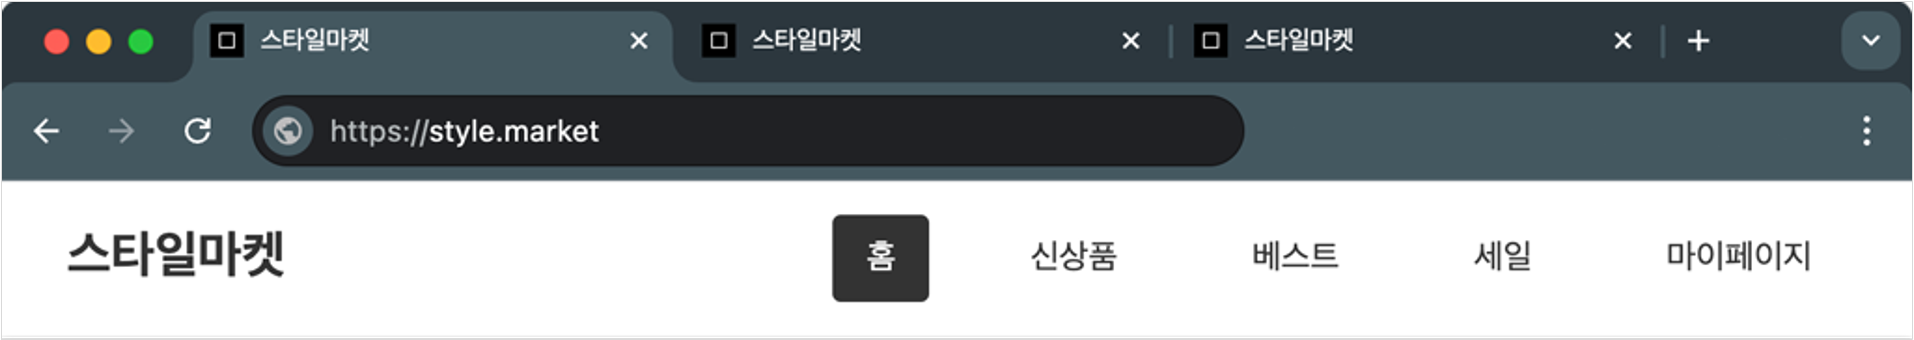 스타일마켓 스타일마켓 스타일마켓
https://style.market
스타일마켓 홈 신상품 베스트 세일 마이페이지